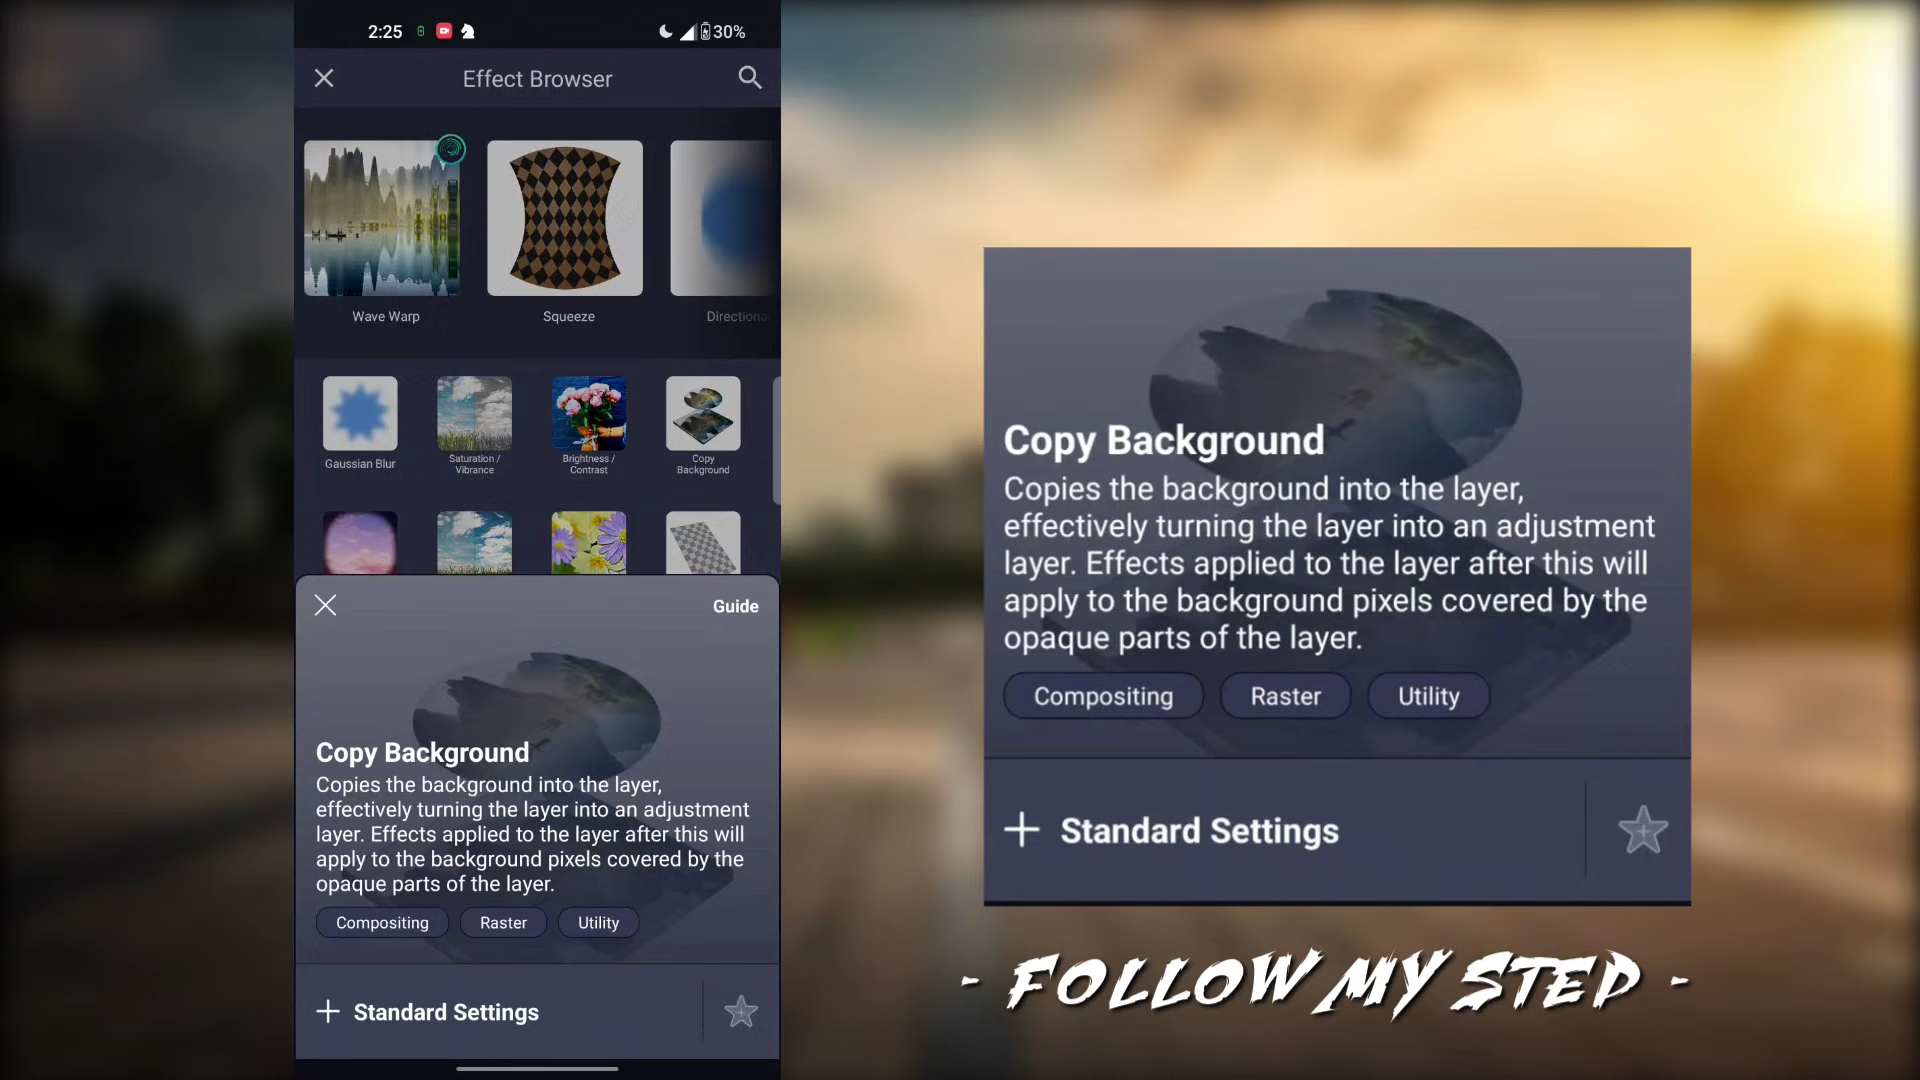 2:25
30%
Effect Browser
Wave Warp
Squeeze
Directional
Gaussian Blur
Saturation /
Vibrance
Brightness /
Contrast
Copy
Background
Guide
Copy Background
Copies the background into the layer,
effectively turning the layer into an adjustment
layer. Effects applied to the layer after this will
apply to the background pixels covered by the
opaque parts of the layer.
Compositing
Raster
Utility
Standard Settings
Copy Background
Copies the background into the layer,
effectively turning the layer into an adjustment
layer. Effects applied to the layer after this will
apply to the background pixels covered by the
opaque parts of the layer.
Compositing
Raster
Utility
Standard Settings
- FOLLOW MY STEP -